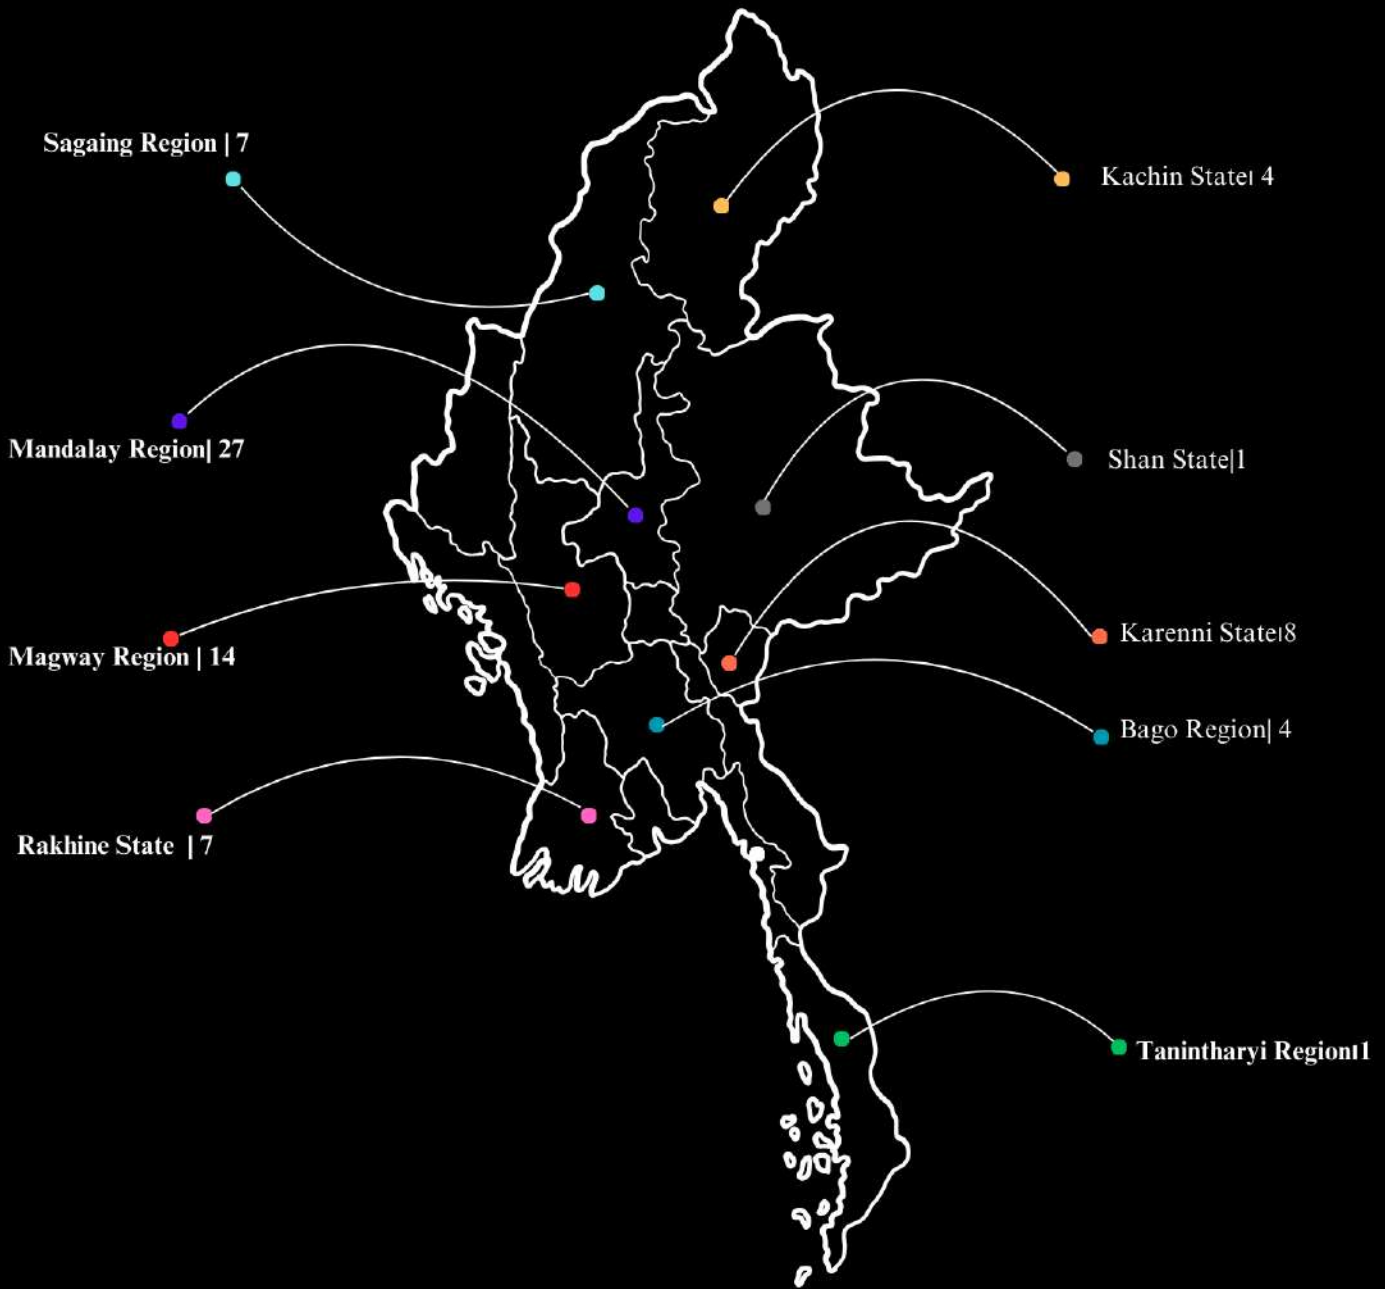 Sagaing Region | 7
Kachin State| 4
Mandalay Region| 27
Shan State|1
Karenni State|8
Magway Region | 14
Bago Region| 4
Rakhine State | 7
Tanintharyi Region|1